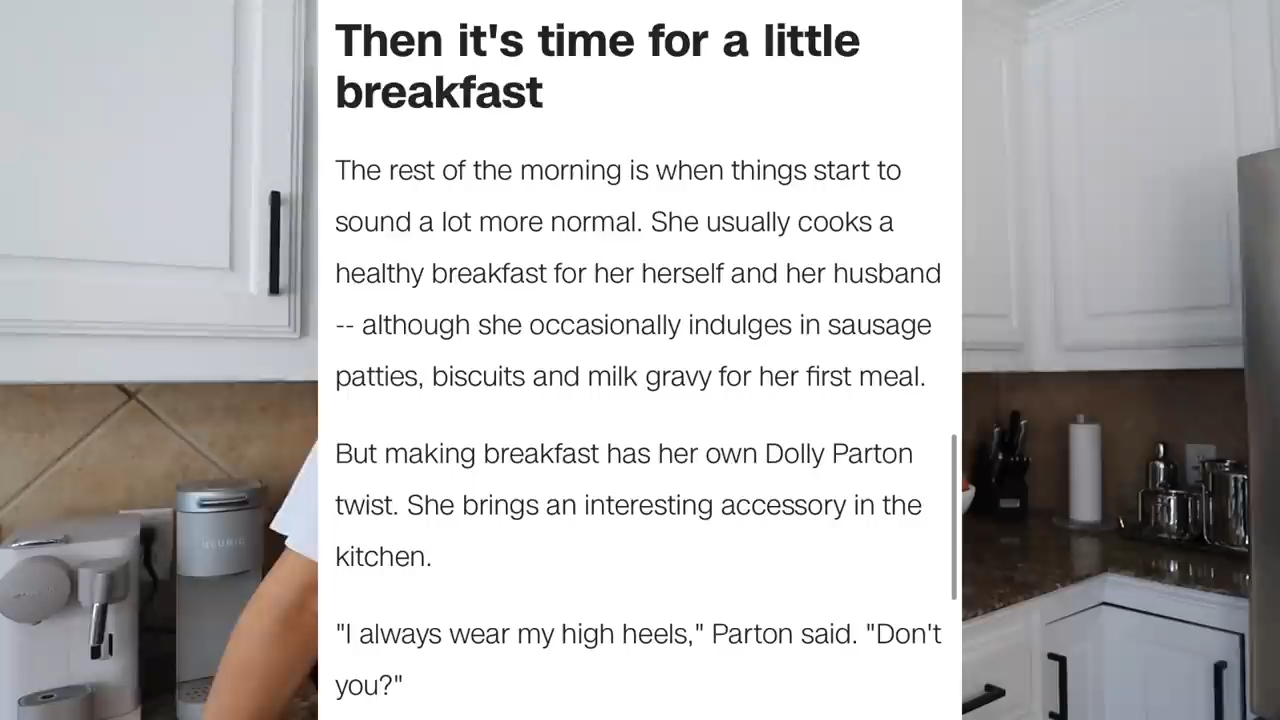 Then it's time for a little
breakfast
The rest of the morning is when things start to
sound a lot more normal. She usually cooks a
healthy breakfast for her herself and her husband
-- although she occasionally indulges in sausage
patties, biscuits and milk gravy for her first meal.
But making breakfast has her own Dolly Parton
twist. She brings an interesting accessory in the
kitchen.
"I always wear my high heels," Parton said. "Don't
you?"
KEURIG